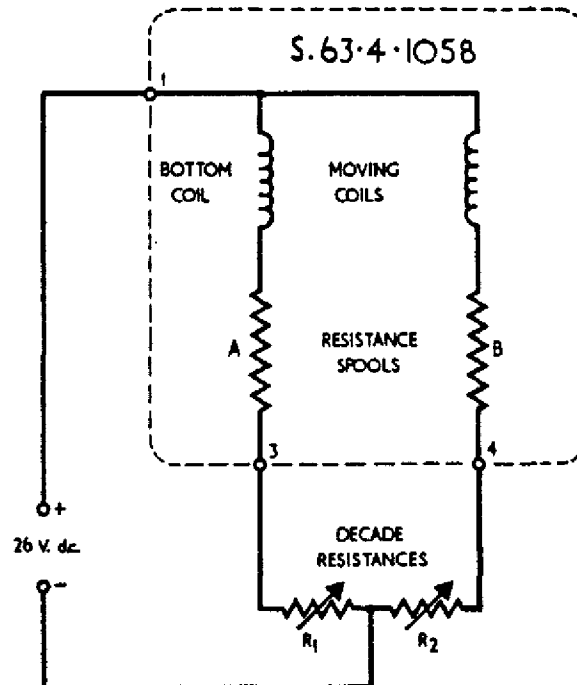 S.63·4·1058
1
BOTTOM
COIL
MOVING
COILS
A
RESISTANCE
SPOOLS
B
3
4
+
26 V. d.c.
−
DECADE
RESISTANCES
R1
R2